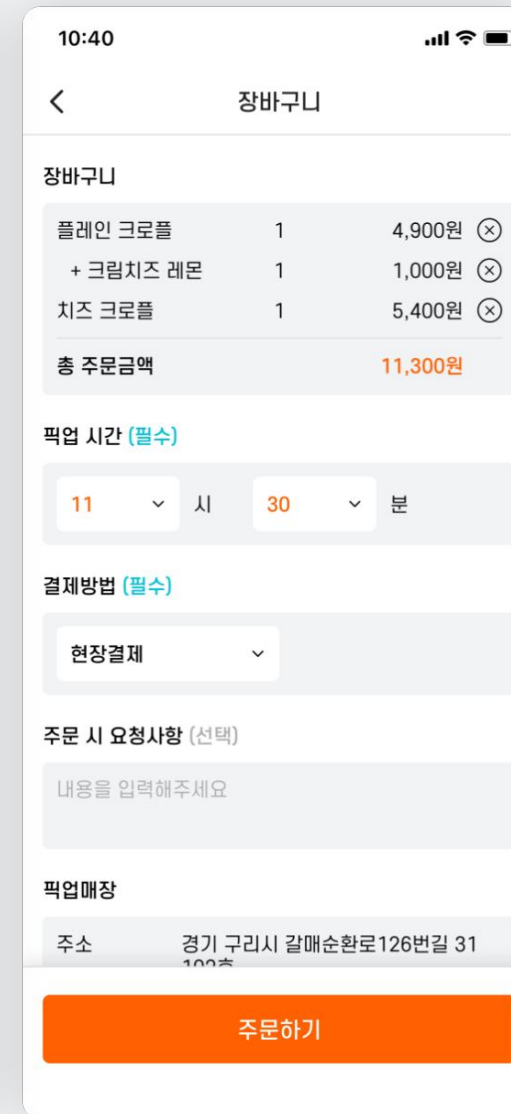 10:40
장바구니
장바구니
플레인 크로플 1 4,900원
+ 크림치즈 레몬 1 1,000원
치즈 크로플 1 5,400원
총 주문금액 11,300원
픽업 시간 (필수)
11 시 30 분
결제방법 (필수)
현장결제
주문 시 요청사항 (선택)
내용을 입력해주세요
픽업매장
주소 경기 구리시 갈매순환로126번길 31
주문하기